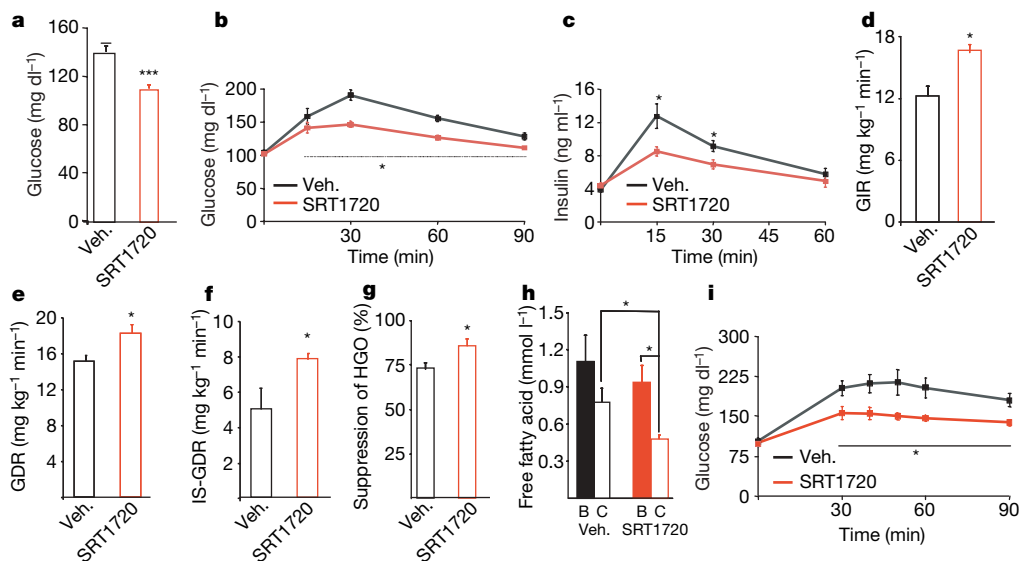 a
Glucose (mg dl⁻¹)
160
120
80
40
0
***
Veh.
SRT1720
b
Glucose (mg dl⁻¹)
200
150
100
50
0
*
Veh.
SRT1720
30
60
90
Time (min)
c
Insulin (ng ml⁻¹)
16
12
8
4
0
*
*
Veh.
SRT1720
15
30
45
60
Time (min)
d
GIR (mg kg⁻¹ min⁻¹)
18
12
6
0
*
Veh.
SRT1720
e
GDR (mg kg⁻¹ min⁻¹)
20
16
12
8
4
*
Veh.
SRT1720
f
IS-GDR (mg kg⁻¹ min⁻¹)
10
8
6
4
2
0
*
Veh.
SRT1720
g
Suppression of HGO (%)
100
75
50
25
0
*
Veh.
SRT1720
h
Free fatty acid (mmol l⁻¹)
1.5
1.2
0.9
0.6
0.3
*
*
B C B C
Veh. SRT1720
i
Glucose (mg dl⁻¹)
300
225
150
75
0
*
Veh.
SRT1720
30
60
90
Time (min)